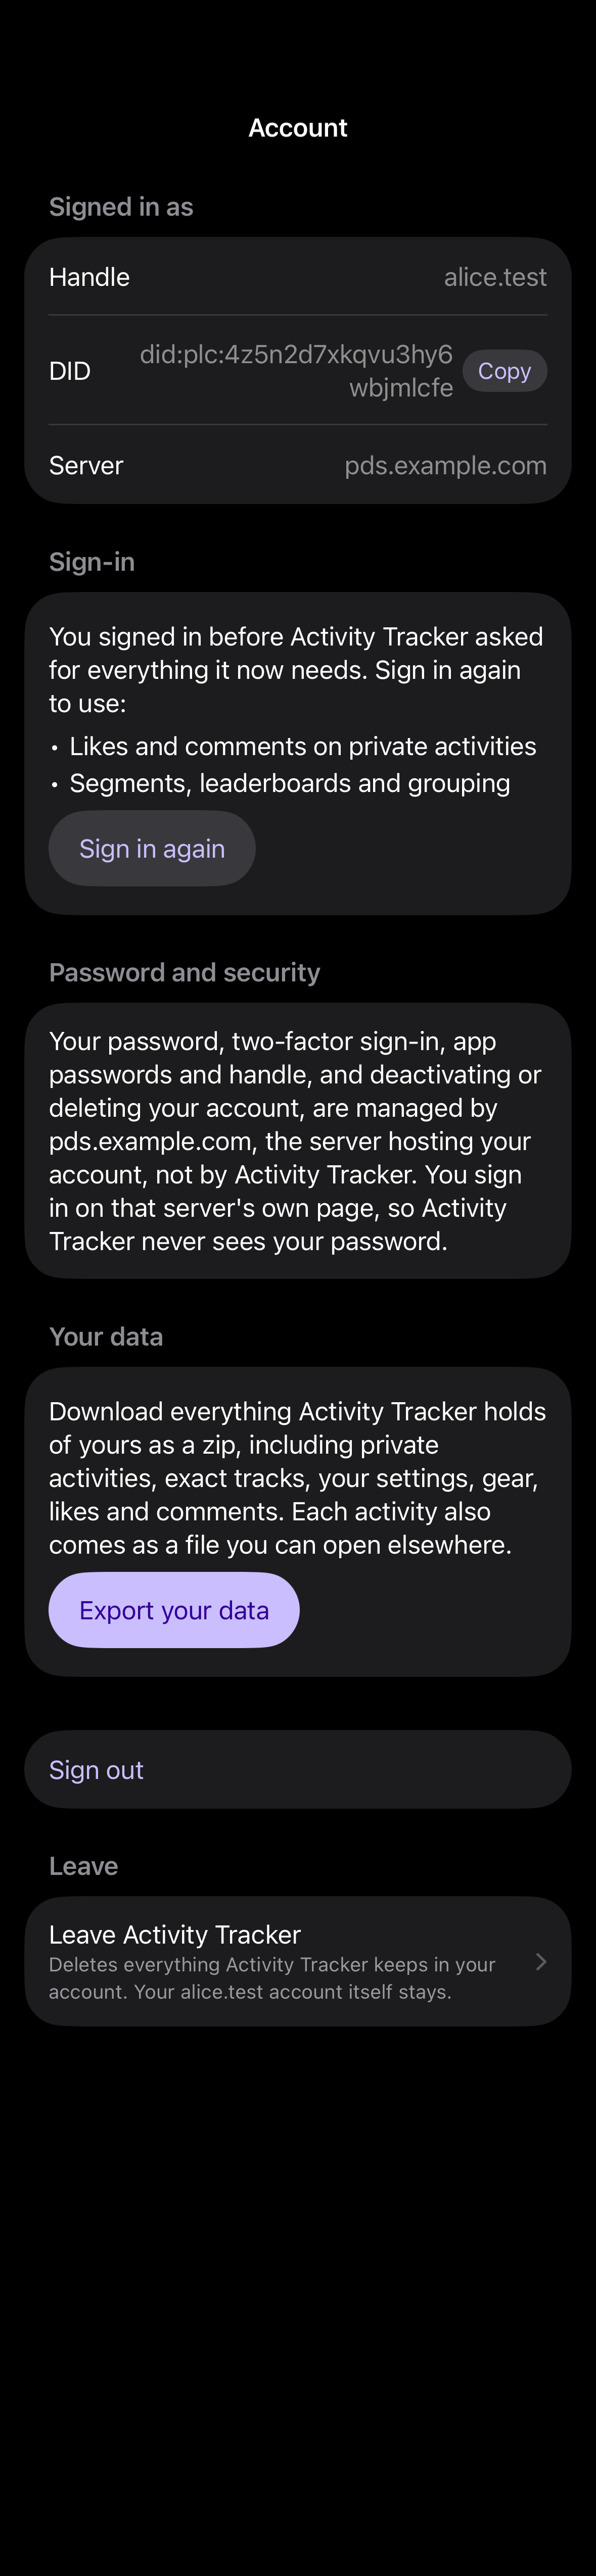 Account
Signed in as
Handle
alice.test
DID
did:plc:4z5n2d7xkqvu3hy6
wbjmlcfe
Copy
Server
pds.example.com
Sign-in
You signed in before Activity Tracker asked
for everything it now needs. Sign in again
to use:
• Likes and comments on private activities
• Segments, leaderboards and grouping
Sign in again
Password and security
Your password, two-factor sign-in, app
passwords and handle, and deactivating or
deleting your account, are managed by
pds.example.com, the server hosting your
account, not by Activity Tracker. You sign
in on that server's own page, so Activity
Tracker never sees your password.
Your data
Download everything Activity Tracker holds
of yours as a zip, including private
activities, exact tracks, your settings, gear,
likes and comments. Each activity also
comes as a file you can open elsewhere.
Export your data
Sign out
Leave
Leave Activity Tracker
Deletes everything Activity Tracker keeps in your
account. Your alice.test account itself stays.